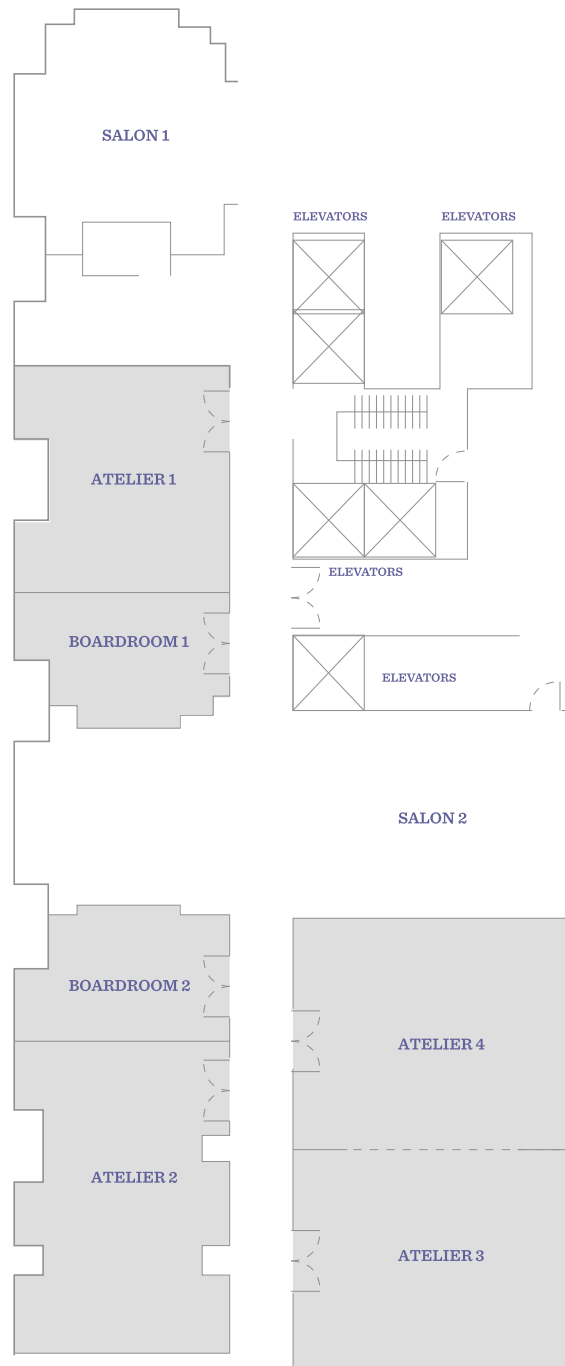 SALON 1
ELEVATORS
ELEVATORS
ATELIER 1
ELEVATORS
BOARDROOM 1
ELEVATORS
SALON 2
BOARDROOM 2
ATELIER 4
ATELIER 2
ATELIER 3